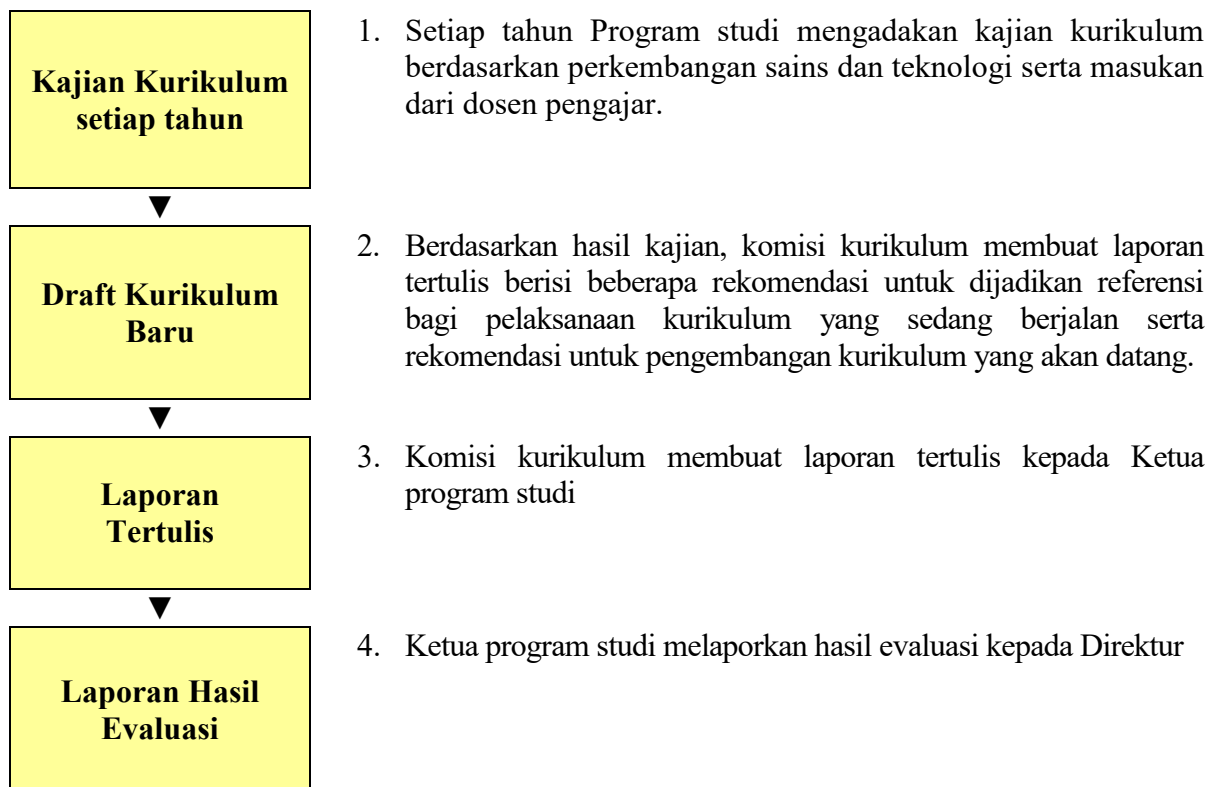 Kajian Kurikulum
setiap tahun
1. Setiap tahun Program studi mengadakan kajian kurikulum
berdasarkan perkembangan sains dan teknologi serta masukan
dari dosen pengajar.
▼
Draft Kurikulum
Baru
2. Berdasarkan hasil kajian, komisi kurikulum membuat laporan
tertulis berisi beberapa rekomendasi untuk dijadikan referensi
bagi pelaksanaan kurikulum yang sedang berjalan serta
rekomendasi untuk pengembangan kurikulum yang akan datang.
▼
Laporan
Tertulis
3. Komisi kurikulum membuat laporan tertulis kepada Ketua
program studi
▼
Laporan Hasil
Evaluasi
4. Ketua program studi melaporkan hasil evaluasi kepada Direktur